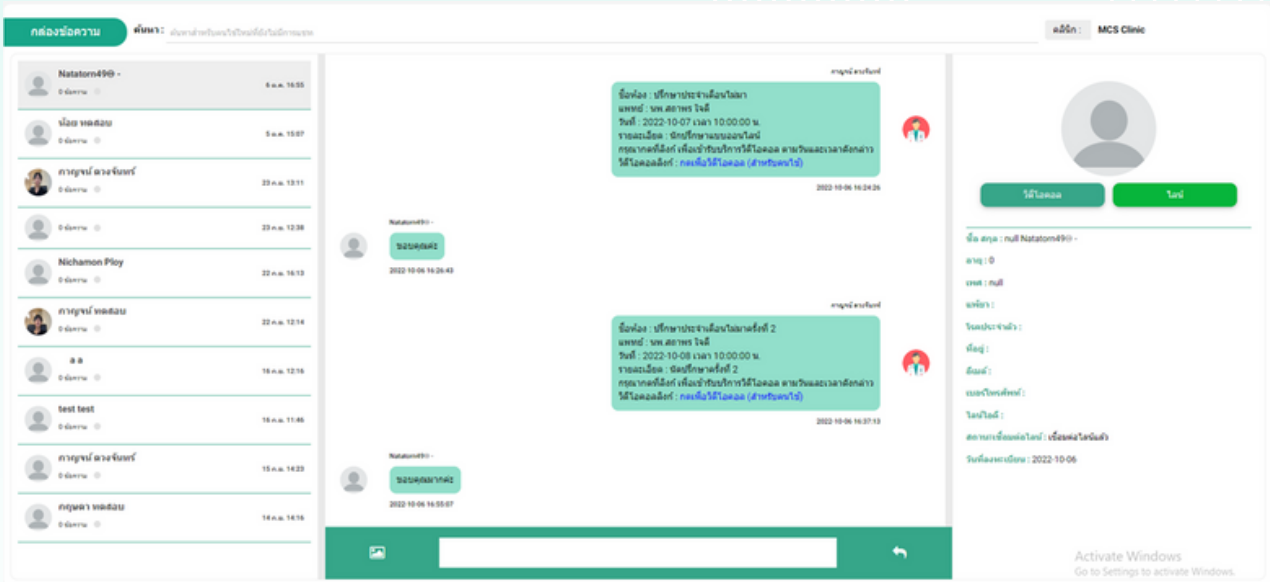 กล่องข้อความ
ค้นหา : ค้นหาสำหรับคนไข้ใหม่ที่ยังไม่มีการแชท
คลินิก : MCS Clinic
Natatorn49 -
0 ข้อความ
6 ต.ค. 16:55
น้อย ทดสอบ
0 ข้อความ
5 ต.ค. 15:07
กาญจน์ ดวงจันทร์
0 ข้อความ
23 ก.ย. 13:11
0 ข้อความ
23 ก.ย. 12:38
Nichamon Ploy
0 ข้อความ
22 ก.ย. 16:13
กาญจน์ ทดสอบ
0 ข้อความ
22 ก.ย. 12:14
ล ล
0 ข้อความ
16 ก.ย. 12:16
test test
0 ข้อความ
16 ก.ย. 11:46
กาญจน์ ดวงจันทร์
0 ข้อความ
15 ก.ย. 14:23
กฤษดา ทดสอบ
0 ข้อความ
14 ก.ย. 14:16
กาญจน์ ดวงจันทร์
ชื่อห้อง : ปรึกษาประจำเดือนไม่มา
แพทย์ : นพ.สถาพร ใจดี
วันที่ : 2022-10-07 เวลา 10:00:00 น.
รายละเอียด : นัดปรึกษาแบบออนไลน์
กรุณากดที่ลิงก์ เพื่อเข้ารับบริการวิดีโอคอล ตามวันและเวลาดังกล่าว
วิดีโอคอลลิงก์ : กดเพื่อวิดีโอคอล (สำหรับคนไข้)
2022-10-06 16:24:26
Natatorn49 -
ขอบคุณค่ะ
2022-10-06 16:26:43
กาญจน์ ดวงจันทร์
ชื่อห้อง : ปรึกษาประจำเดือนไม่มาครั้งที่ 2
แพทย์ : นพ.สถาพร ใจดี
วันที่ : 2022-10-08 เวลา 10:00:00 น.
รายละเอียด : นัดปรึกษาครั้งที่ 2
กรุณากดที่ลิงก์ เพื่อเข้ารับบริการวิดีโอคอล ตามวันและเวลาดังกล่าว
วิดีโอคอลลิงก์ : กดเพื่อวิดีโอคอล (สำหรับคนไข้)
2022-10-06 16:37:13
Natatorn49 -
ขอบคุณมากค่ะ
2022-10-06 16:55:07
วิดีโอคอล
ไลน์
ชื่อ สกุล : null Natatorn49 -
อายุ : 0
เพศ : null
แพ้ยา :
โรคประจำตัว :
ที่อยู่ :
อีเมล์ :
เบอร์โทรศัพท์ :
ไลน์ไอดี :
สถานะเชื่อมต่อไลน์ : เชื่อมต่อไลน์แล้ว
วันที่ลงทะเบียน : 2022-10-06
Activate Windows
Go to Settings to activate Windows.